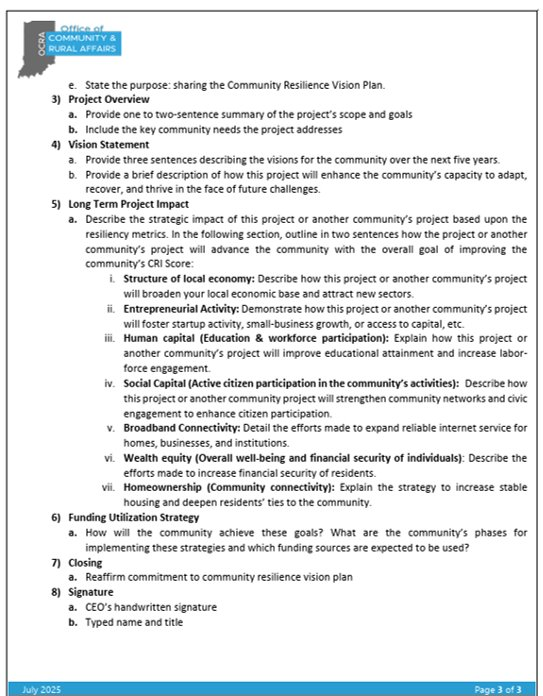 OCRA
Office of
COMMUNITY &
RURAL AFFAIRS
e. State the purpose: sharing the Community Resilience Vision Plan.
3) Project Overview
a. Provide one to two-sentence summary of the project's scope and goals
b. Include the key community needs the project addresses
4) Vision Statement
a. Provide three sentences describing the visions for the community over the next five years.
b. Provide a brief description of how this project will enhance the community's capacity to adapt,
recover, and thrive in the face of future challenges.
5) Long Term Project Impact
a. Describe the strategic impact of this project or another community's project based upon the
resiliency metrics. In the following section, outline in two sentences how the project or another
community's project will advance the community with the overall goal of improving the
community's CRI Score:
i. Structure of local economy: Describe how this project or another community's project
will broaden your local economic base and attract new sectors.
ii. Entrepreneurial Activity: Demonstrate how this project or another community's project
will foster startup activity, small-business growth, or access to capital, etc.
iii. Human capital (Education & workforce participation): Explain how this project or
another community's project will improve educational attainment and increase labor-
force engagement.
iv. Social Capital (Active citizen participation in the community's activities): Describe how
this project or another community project will strengthen community networks and civic
engagement to enhance citizen participation.
v. Broadband Connectivity: Detail the efforts made to expand reliable internet service for
homes, businesses, and institutions.
vi. Wealth equity (Overall well-being and financial security of individuals): Describe the
efforts made to increase financial security of residents.
vii. Homeownership (Community connectivity): Explain the strategy to increase stable
housing and deepen residents' ties to the community.
6) Funding Utilization Strategy
a. How will the community achieve these goals? What are the community's phases for
implementing these strategies and which funding sources are expected to be used?
7) Closing
a. Reaffirm commitment to community resilience vision plan
8) Signature
a. CEO's handwritten signature
b. Typed name and title
July 2025
Page 3 of 3